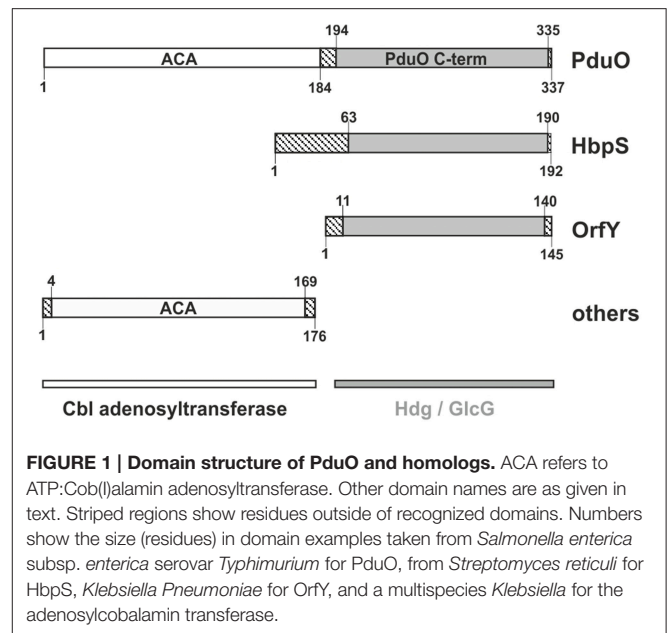 194 335
ACA PduO C-term PduO
1 184 337
63 190
HbpS
1 192
11 140
OrfY
1 145
4 169
ACA others
1 176
Cbl adenosyltransferase Hdg / GlcG
FIGURE 1 | Domain structure of PduO and homologs. ACA refers to
ATP:Cob(I)alamin adenosyltransferase. Other domain names are as given in
text. Striped regions show residues outside of recognized domains. Numbers
show the size (residues) in domain examples taken from Salmonella enterica
subsp. enterica serovar Typhimurium for PduO, from Streptomyces reticuli for
HbpS, Klebsiella Pneumoniae for OrfY, and a multispecies Klebsiella for the
adenosylcobalamin transferase.